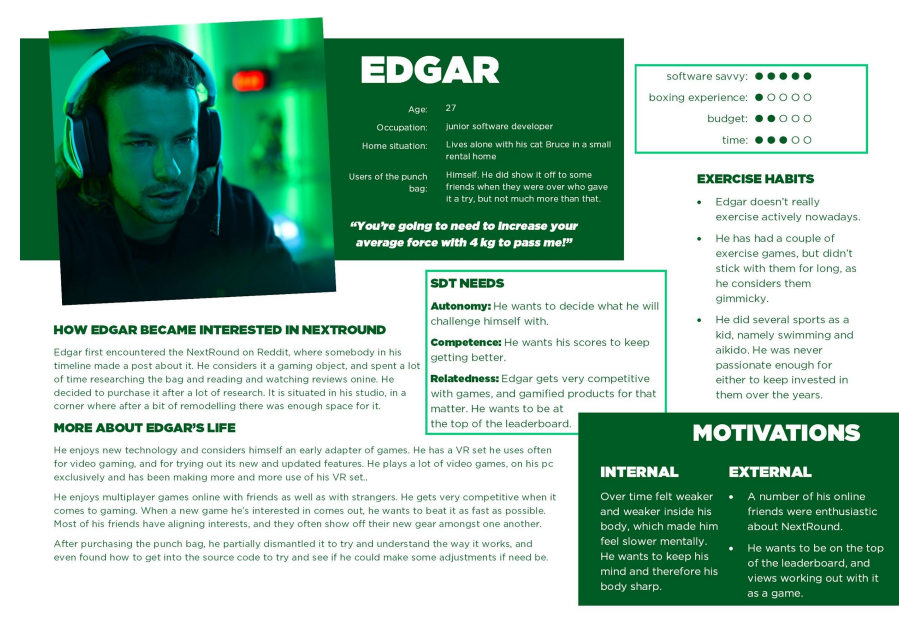 EDGAR
Age: 27
Occupation: junior software developer
Home situation: Lives alone with his cat Bruce in a small
rental home
Users of the punch
bag: Himself. He did show it off to some
friends when they were over who gave
it a try, but not much more than that.
“You’re going to need to increase your
average force with 4 kg to pass me!”
software savvy:
boxing experience:
budget:
time:
EXERCISE HABITS
• Edgar doesn’t really
exercise actively nowadays.
• He has had a couple of
exercise games, but didn’t
stick with them for long, as
he considers them
gimmicky.
• He did several sports as a
kid, namely swimming and
aikido. He was never
passionate enough for
either to keep invested in
them over the years.
SDT NEEDS
Autonomy: He wants to decide what he will
challenge himself with.
Competence: He wants his scores to keep
getting better.
Relatedness: Edgar gets very competitive
with games, and gamified products for that
matter. He wants to be at
the top of the leaderboard.
HOW EDGAR BECAME INTERESTED IN NEXTROUND
Edgar first encountered the NextRound on Reddit, where somebody in his
timeline made a post about it. He considers it a gaming object, and spent a lot
of time researching the bag and reading and watching reviews onine. He
decided to purchase it after a lot of research. It is situated in his studio, in a
corner where after a bit of remodelling there was enough space for it.
MORE ABOUT EDGAR’S LIFE
He enjoys new technology and considers himself an early adapter of games. He has a VR set he uses often
for video gaming, and for trying out its new and updated features. He plays a lot of video games, on his pc
exclusively and has been making more and more use of his VR set..
He enjoys multiplayer games online with friends as well as with strangers. He gets very competitive when it
comes to gaming. When a new game he’s interested in comes out, he wants to beat it as fast as possible.
Most of his friends have aligning interests, and they often show off their new gear amongst one another.
After purchasing the punch bag, he partially dismantled it to try and understand the way it works, and
even found how to get into the source code to try and see if he could make some adjustments if need be.
MOTIVATIONS
INTERNAL
Over time felt weaker
and weaker inside his
body, which made him
feel slower mentally.
He wants to keep his
mind and therefore his
body sharp.
EXTERNAL
• A number of his online
friends were enthusiastic
about NextRound.
• He wants to be on the top
of the leaderboard, and
views working out with it
as a game.